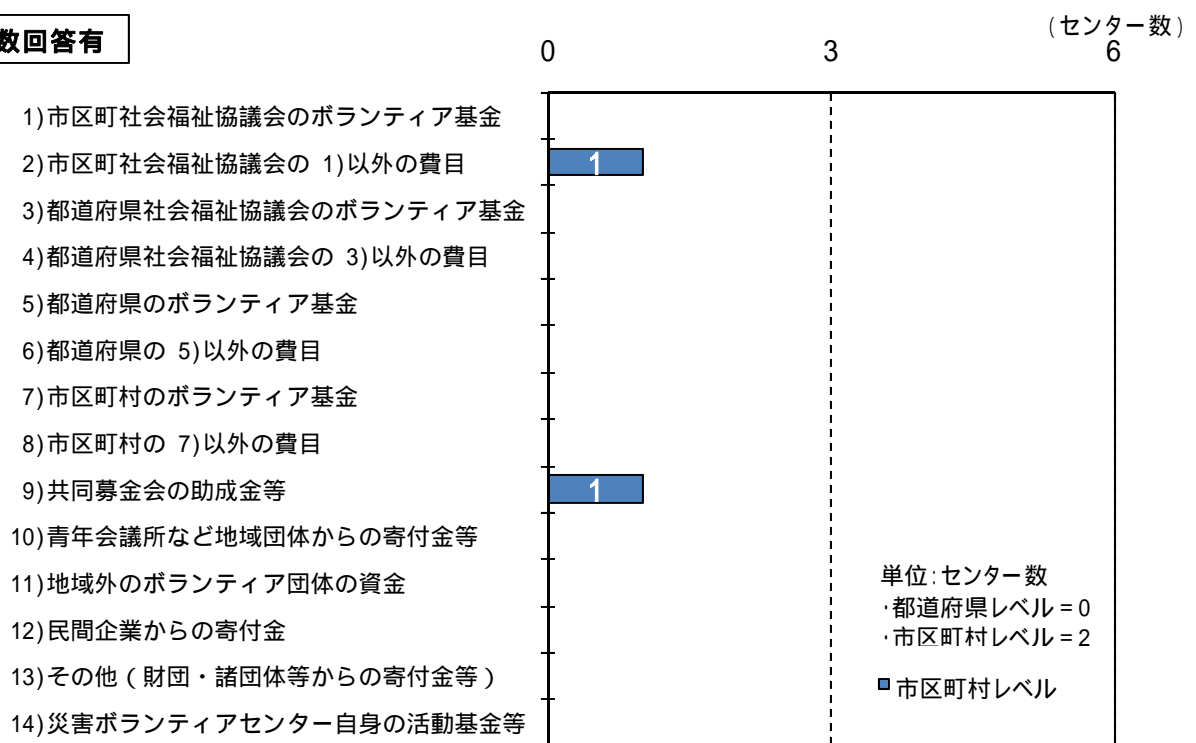 数回答有
(センター数)
0 3 6
1)市区町社会福祉協議会のボランティア基金
2)市区町社会福祉協議会の 1)以外の費目 1
3)都道府県社会福祉協議会のボランティア基金
4)都道府県社会福祉協議会の 3)以外の費目
5)都道府県のボランティア基金
6)都道府県の 5)以外の費目
7)市区町村のボランティア基金
8)市区町村の 7)以外の費目
9)共同募金会の助成金等 1
10)青年会議所など地域団体からの寄付金等
11)地域外のボランティア団体の資金
12)民間企業からの寄付金
13)その他(財団・諸団体等からの寄付金等)
14)災害ボランティアセンター自身の活動基金等
単位:センター数
・都道府県レベル=0
・市区町村レベル=2
市区町村レベル